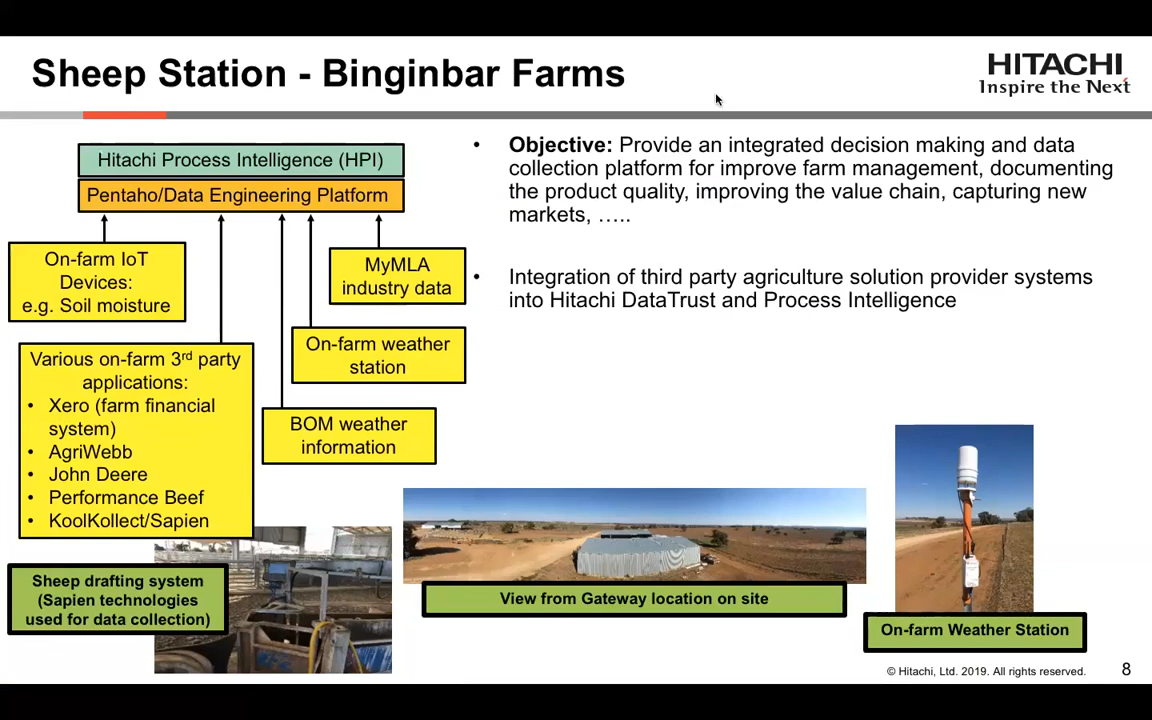 Sheep Station - Binginbar Farms
HITACHI
Inspire the Next
Hitachi Process Intelligence (HPI)
Pentaho/Data Engineering Platform
On-farm IoT
Devices:
e.g. Soil moisture
MyMLA
industry data
On-farm weather
station
BOM weather
information
Various on-farm 3rd party
applications:
• Xero (farm financial
system)
• AgriWebb
• John Deere
• Performance Beef
• KoolKollect/Sapien
• Objective: Provide an integrated decision making and data
collection platform for improve farm management, documenting
the product quality, improving the value chain, capturing new
markets, …..
• Integration of third party agriculture solution provider systems
into Hitachi DataTrust and Process Intelligence
Sheep drafting system
(Sapien technologies
used for data collection)
View from Gateway location on site
On-farm Weather Station
© Hitachi, Ltd. 2019. All rights reserved.
8